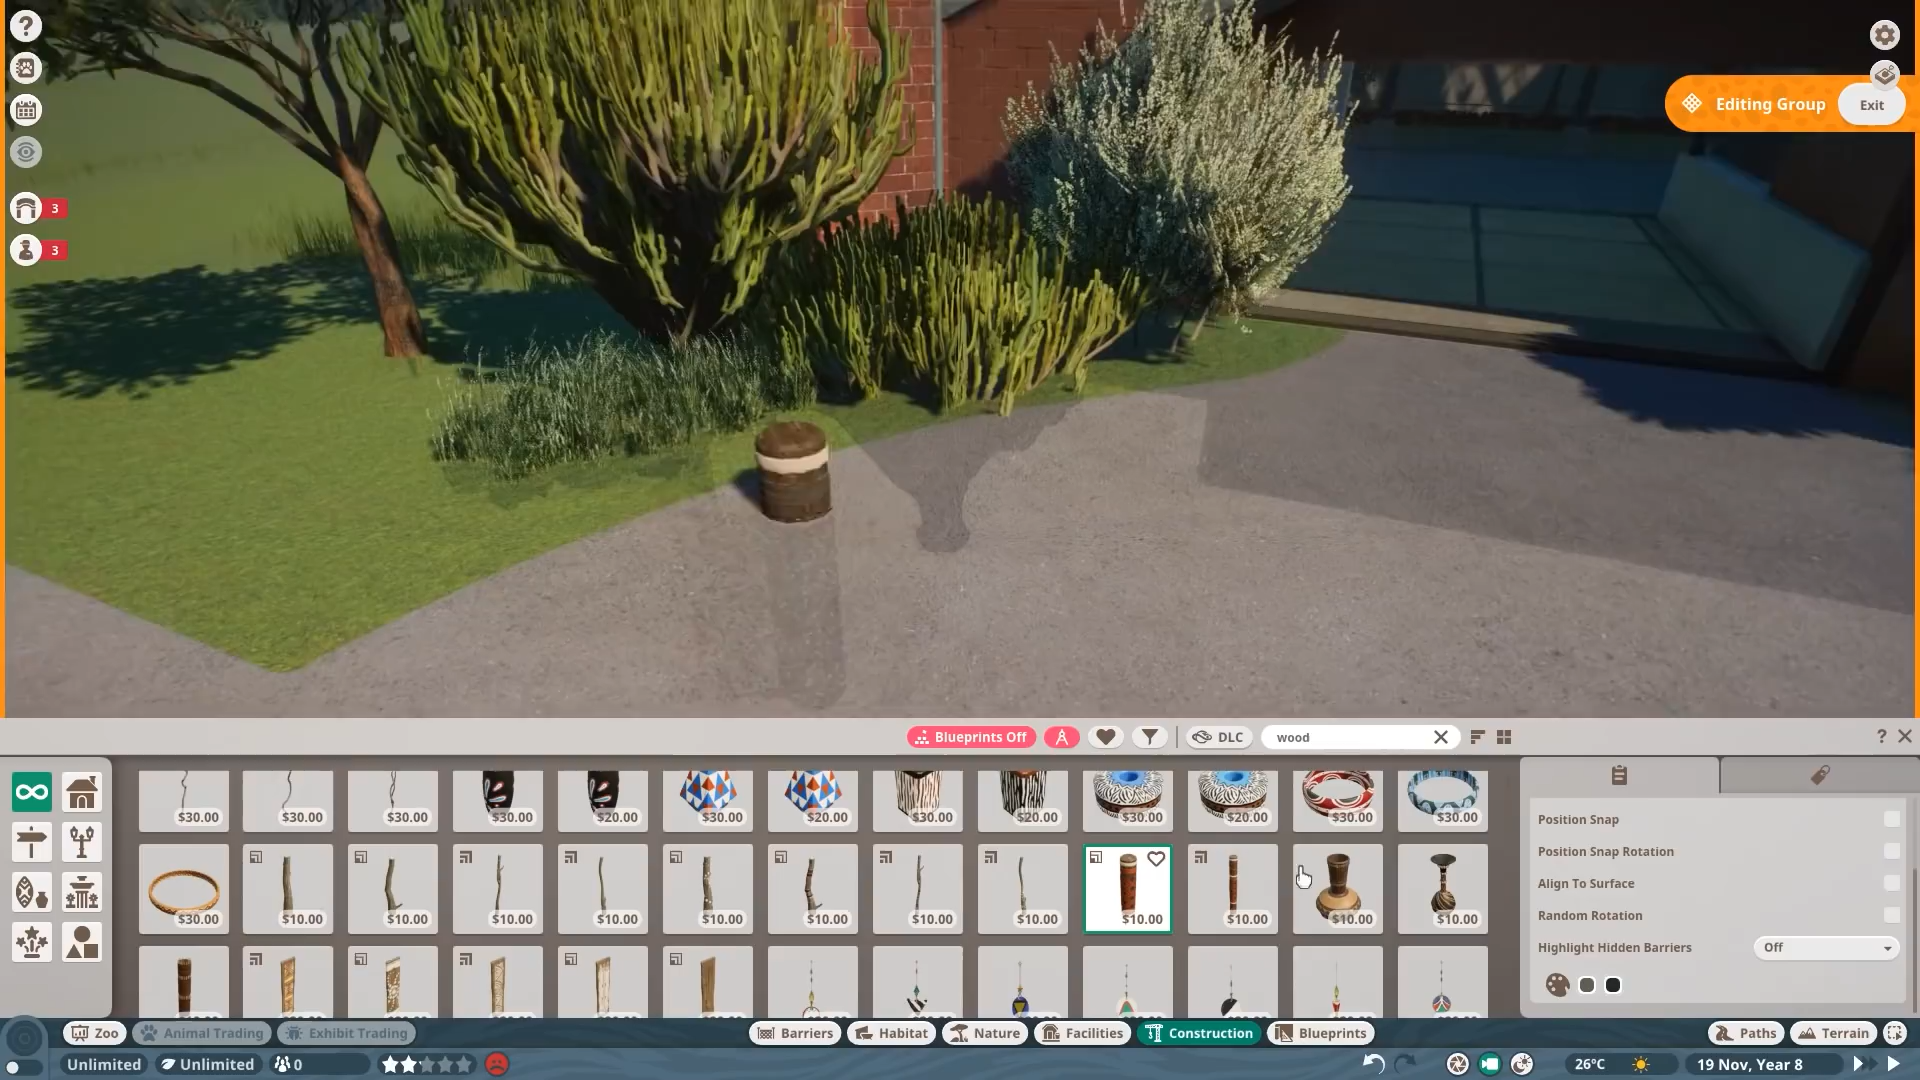 ?
Editing Group
Exit
3
3
Blueprints Off
DLC
wood
?
$30.00
$30.00
$30.00
$30.00
$20.00
$30.00
$20.00
$30.00
$20.00
$30.00
$20.00
$30.00
$30.00
$30.00
$10.00
$10.00
$10.00
$10.00
$10.00
$10.00
$10.00
$10.00
$10.00
$10.00
$10.00
$10.00
Position Snap
Position Snap Rotation
Align To Surface
Random Rotation
Highlight Hidden Barriers
Off
Zoo
Animal Trading
Exhibit Trading
Barriers
Habitat
Nature
Facilities
Construction
Blueprints
Paths
Terrain
Unlimited
Unlimited
0
26°C
19 Nov, Year 8